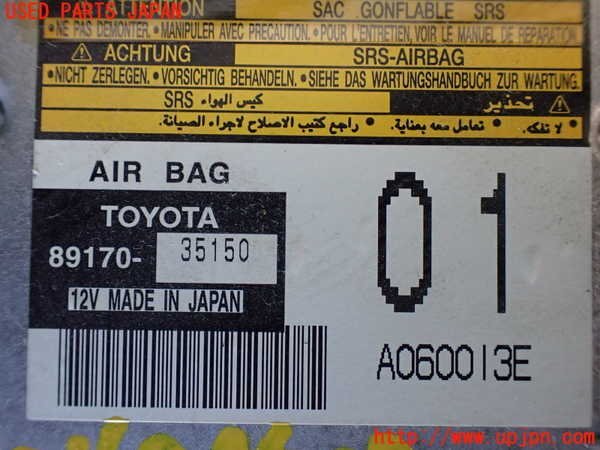 USED PARTS JAPAN
SAC GONFLABLE SRS
•NE PAS DEMONTER. •MANIPULER AVEC PRECAUTION. •POUR L'ENTRETIEN, VOIR LE MANUEL DE REPARATION.
ACHTUNG SRS-AIRBAG
•NICHT ZERLEGEN. •VORSICHTIG BEHANDELN. •SIEHE DAS WARTUNGSHANDBUCH ZUR WARTUNG.
تحذير كيس الهواء SRS
• لا تفكه. • تعامل معه بعناية. • راجع كتيب الاصلاح لاجراء الصيانة.
AIR BAG
TOYOTA
89170- 35150
12V MADE IN JAPAN
01
A060013E
http://www.upjpn.com/